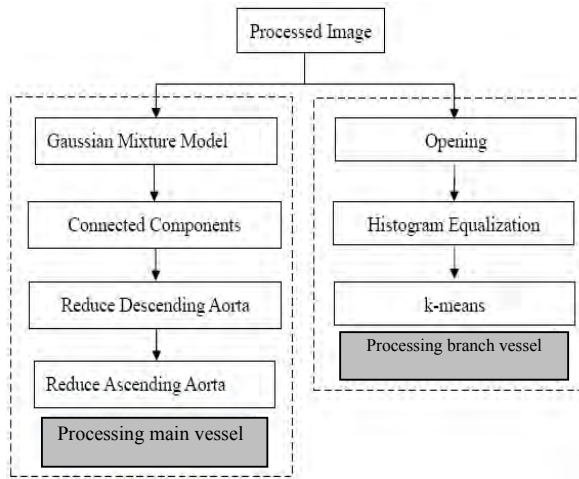 Processed Image
Gaussian Mixture Model
Connected Components
Reduce Descending Aorta
Reduce Ascending Aorta
Processing main vessel
Opening
Histogram Equalization
k-means
Processing branch vessel